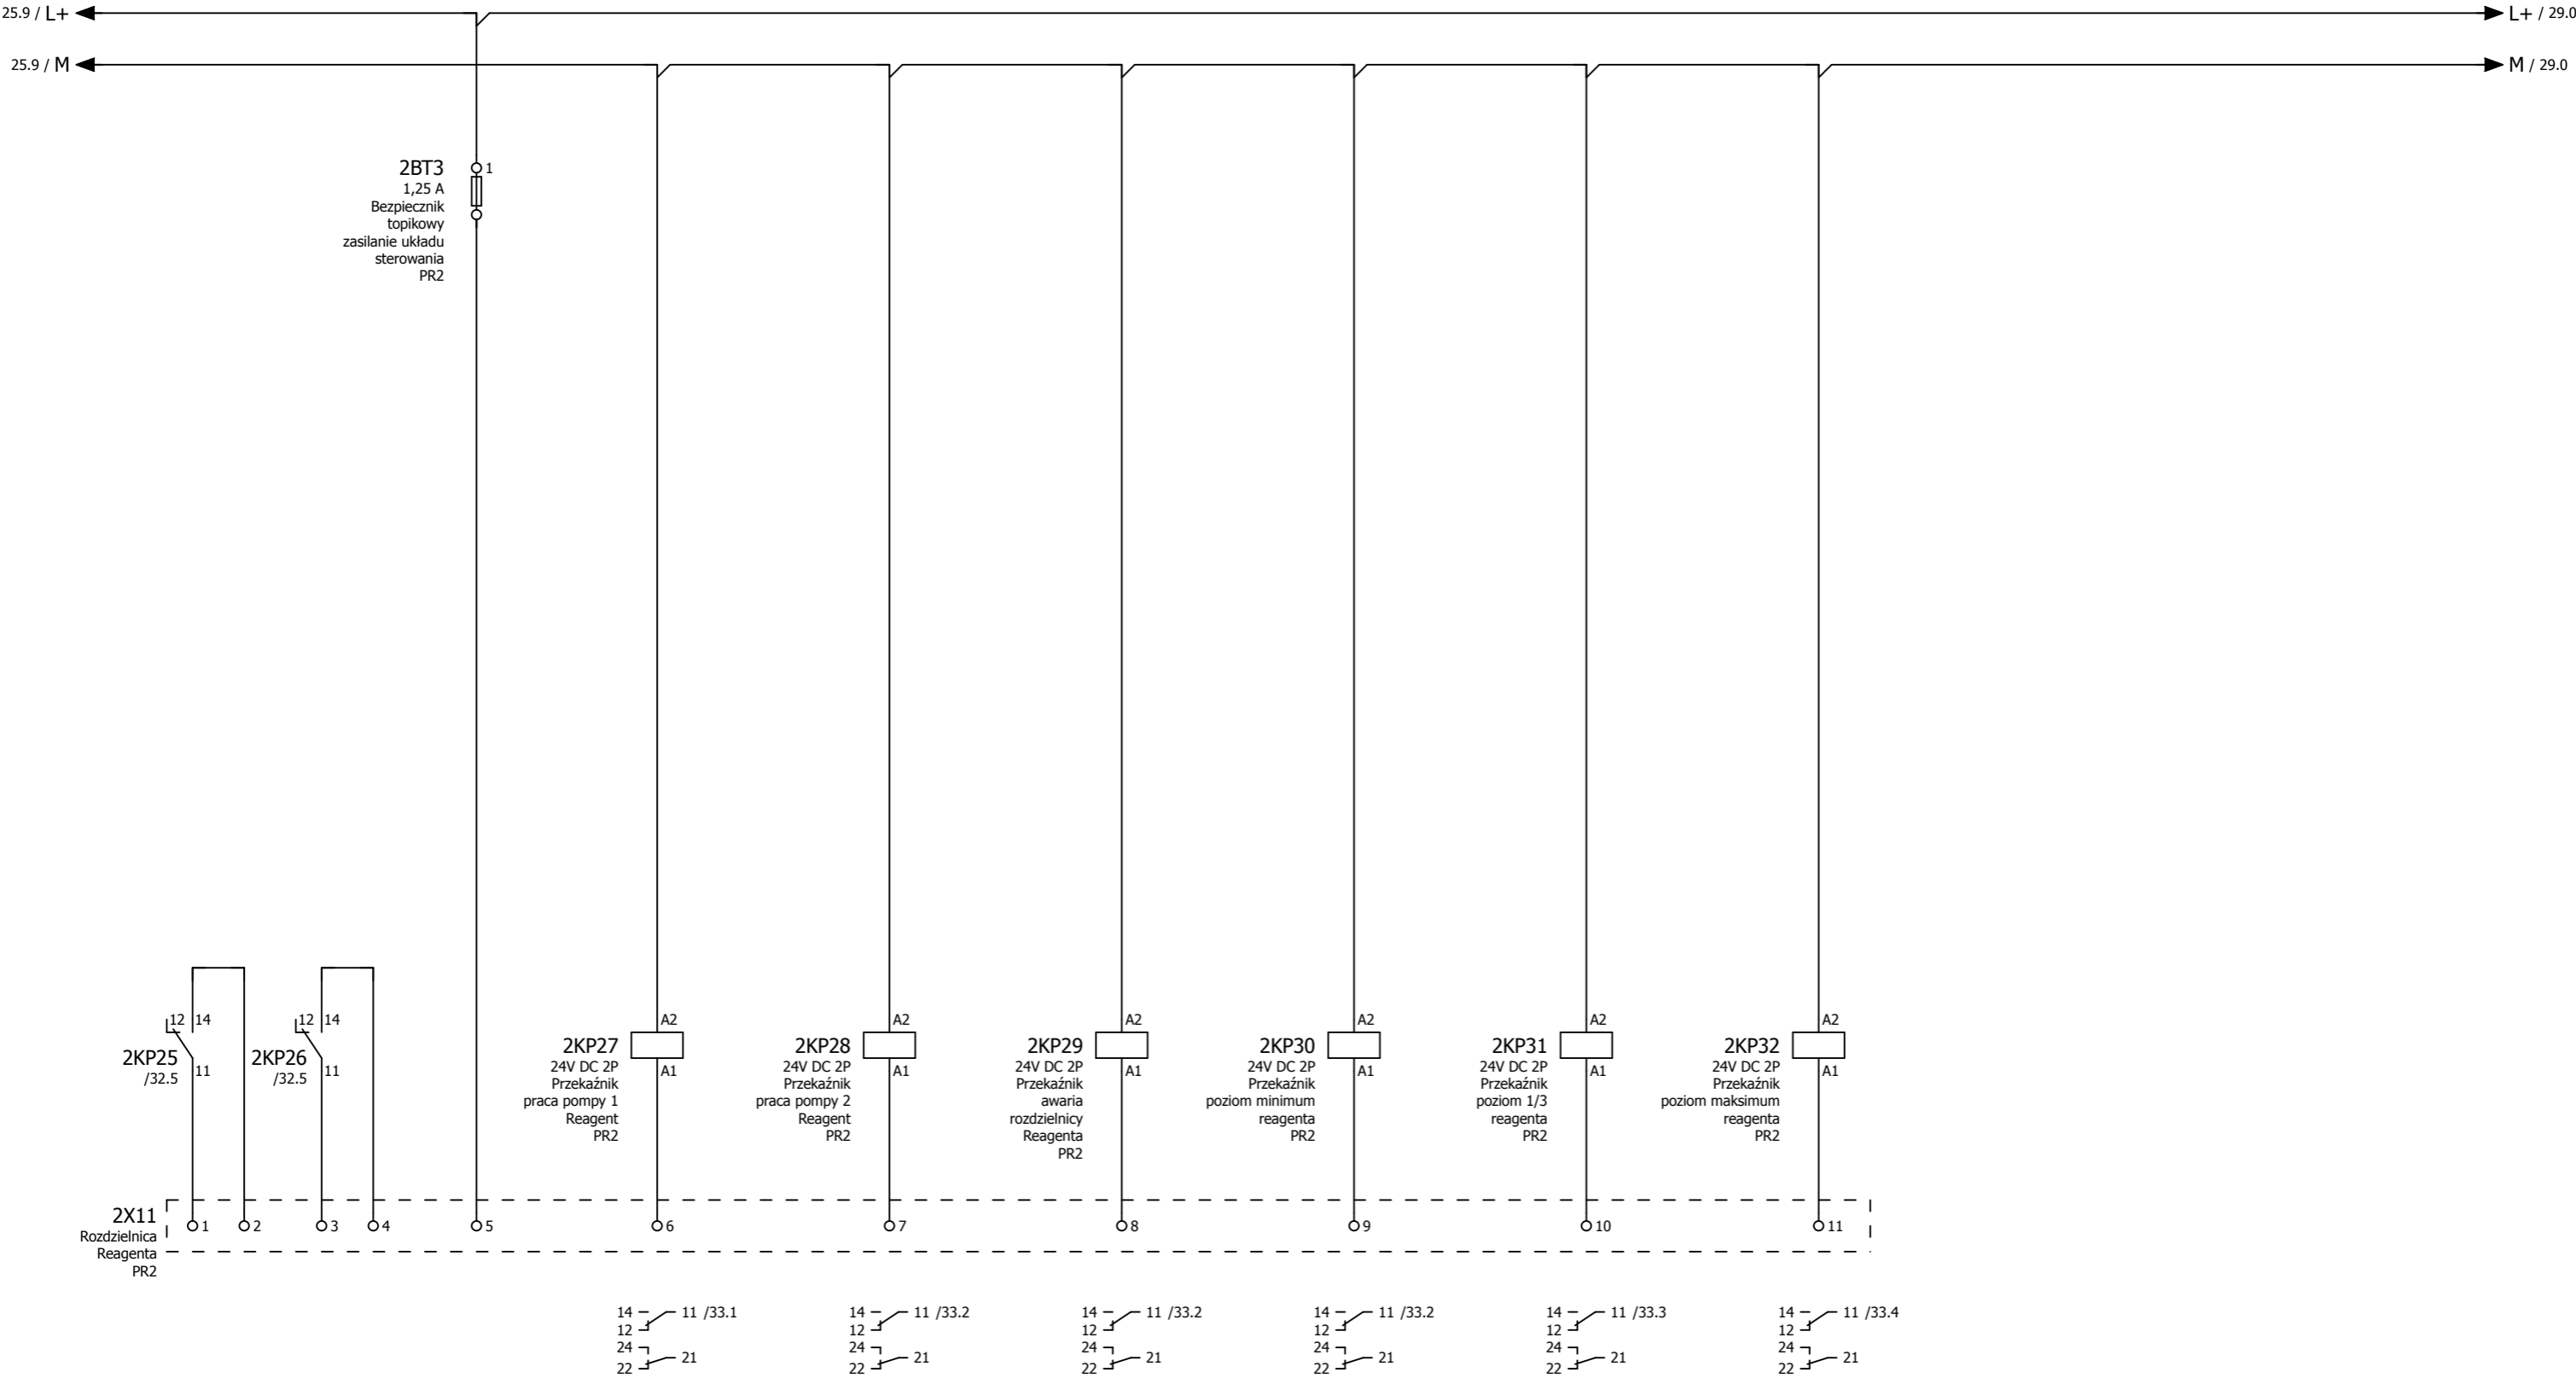 25.9 / L+
L+ / 29.0
25.9 / M
M / 29.0
2BT3
1
1,25 A
Bezpiecznik
topikowy
zasilanie układu
sterowania
PR2
12 14
2KP25
/32.5
11
12 14
2KP26
/32.5
11
A2
2KP27
24V DC 2P
A1
Przekaźnik
praca pompy 1
Reagent
PR2
A2
2KP28
24V DC 2P
A1
Przekaźnik
praca pompy 2
Reagent
PR2
A2
2KP29
24V DC 2P
A1
Przekaźnik
awaria
rozdzielnicy
Reagenta
PR2
A2
2KP30
24V DC 2P
A1
Przekaźnik
poziom minimum
reagenta
PR2
A2
2KP31
24V DC 2P
A1
Przekaźnik
poziom 1/3
reagenta
PR2
A2
2KP32
24V DC 2P
A1
Przekaźnik
poziom maksimum
reagenta
PR2
2X11
Rozdzielnica
Reagenta
PR2
1 2 3 4 5 6 7 8 9 10 11
14 11 /33.1
12
24
21
22
14 11 /33.2
12
24
21
22
14 11 /33.2
12
24
21
22
14 11 /33.2
12
24
21
22
14 11 /33.3
12
24
21
22
14 11 /33.4
12
24
21
22